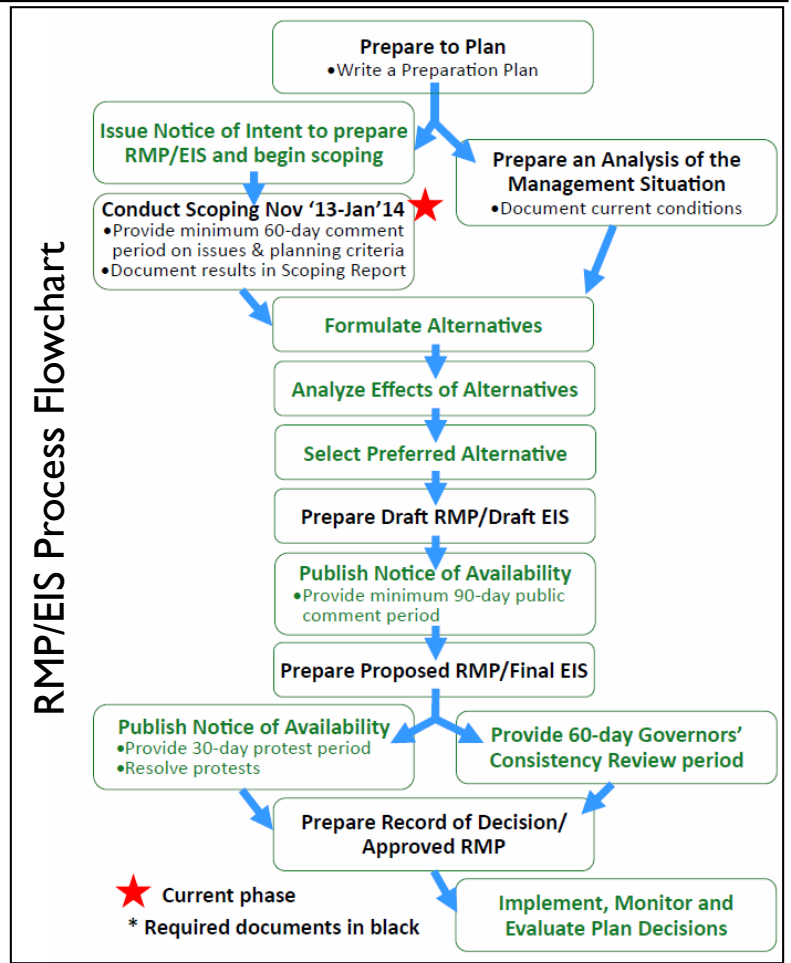 RMP/EIS Process Flowchart
Prepare to Plan
•Write a Preparation Plan
Issue Notice of Intent to prepare
RMP/EIS and begin scoping
Prepare an Analysis of the
Management Situation
•Document current conditions
Conduct Scoping Nov ‘13-Jan’14
•Provide minimum 60-day comment
period on issues & planning criteria
•Document results in Scoping Report
Formulate Alternatives
Analyze Effects of Alternatives
Select Preferred Alternative
Prepare Draft RMP/Draft EIS
Publish Notice of Availability
•Provide minimum 90-day public
comment period
Prepare Proposed RMP/Final EIS
Publish Notice of Availability
•Provide 30-day protest period
•Resolve protests
Provide 60-day Governors’
Consistency Review period
Prepare Record of Decision/
Approved RMP
Current phase
* Required documents in black
Implement, Monitor and
Evaluate Plan Decisions